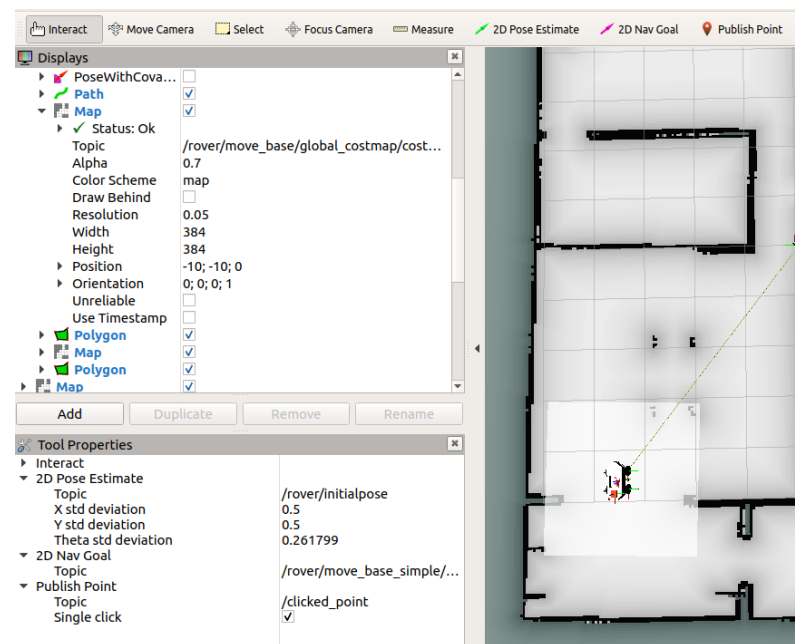 Interact Move Camera Select Focus Camera Measure 2D Pose Estimate 2D Nav Goal Publish Point
Displays
PoseWithCova...
Path
Map
Status: Ok
Topic /rover/move_base/global_costmap/cost...
Alpha 0.7
Color Scheme map
Draw Behind
Resolution 0.05
Width 384
Height 384
Position -10; -10; 0
Orientation 0; 0; 0; 1
Unreliable
Use Timestamp
Polygon
Map
Polygon
Map
Add Duplicate Remove Rename
Tool Properties
Interact
2D Pose Estimate
Topic /rover/initialpose
X std deviation 0.5
Y std deviation 0.5
Theta std deviation 0.261799
2D Nav Goal
Topic /rover/move_base_simple/...
Publish Point
Topic /clicked_point
Single click